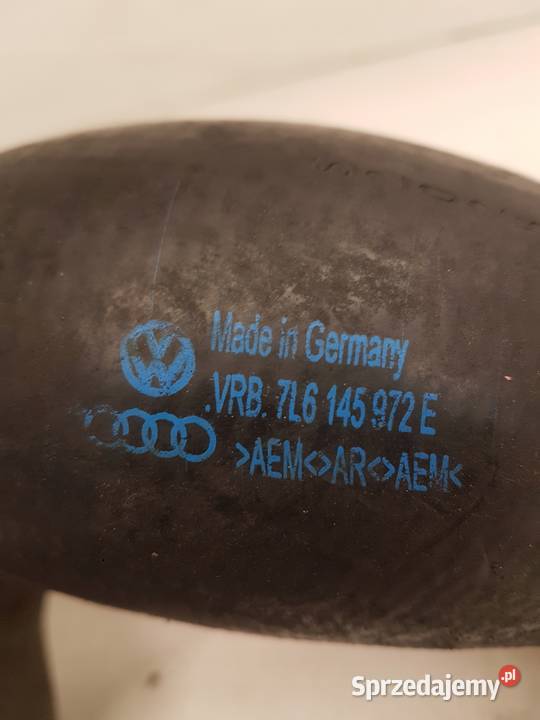 Made in Germany
.VRB. 7L6 145 972 E
>AEM<>AR<>AEM<
Sprzedajemy.pl